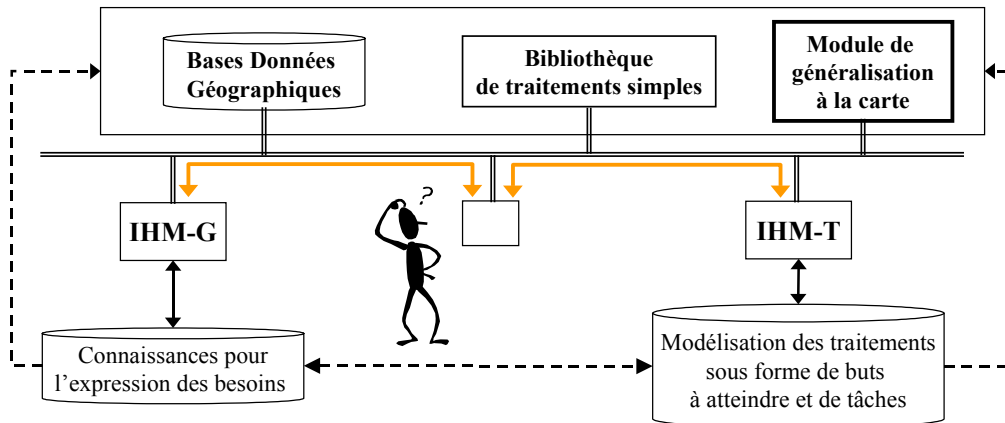 Bases Données
Géographiques
Bibliothèque
de traitements simples
Module de
généralisation
à la carte
IHM-G
?
IHM-T
Connaissances pour
l’expression des besoins
Modélisation des traitements
sous forme de buts
à atteindre et de tâches